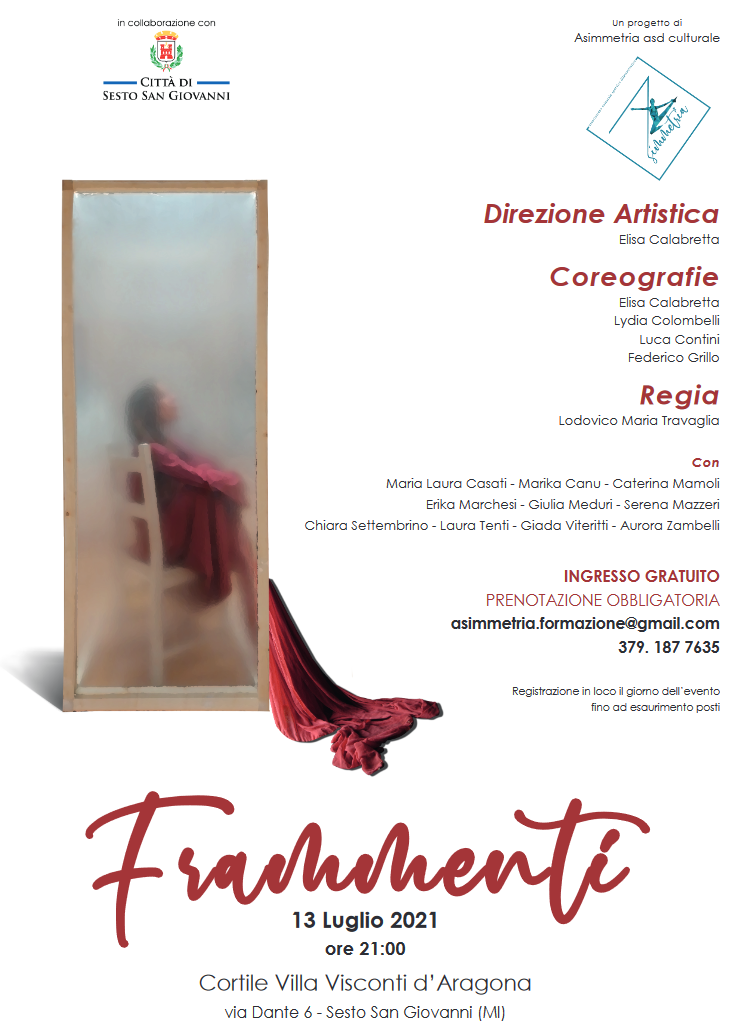 in collaborazione con
CITTÀ DI
SESTO SAN GIOVANNI
Un progetto di
Asimmetria asd culturale
Asimmetria
Direzione Artistica
Elisa Calabretta
Coreografie
Elisa Calabretta
Lydia Colombelli
Luca Contini
Federico Grillo
Regia
Lodovico Maria Travaglia
Con
Maria Laura Casati - Marika Canu - Caterina Mamoli
Erika Marchesi - Giulia Meduri - Serena Mazzeri
Chiara Settembrino - Laura Tenti - Giada Viteritti - Aurora Zambelli
INGRESSO GRATUITO
PRENOTAZIONE OBBLIGATORIA
asimmetria.formazione@gmail.com
379. 187 7635
Registrazione in loco il giorno dell'evento
fino ad esaurimento posti
Frammenti
13 Luglio 2021
ore 21:00
Cortile Villa Visconti d'Aragona
via Dante 6 - Sesto San Giovanni (MI)